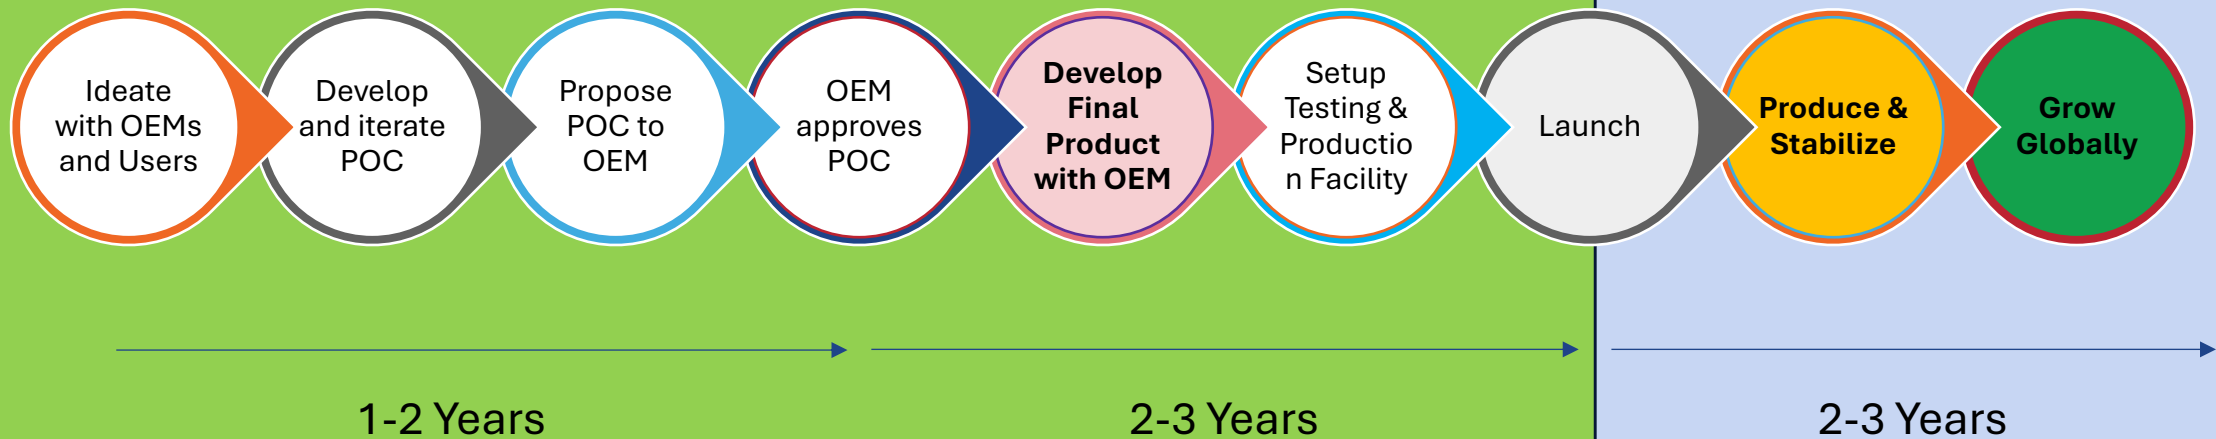 Ideate
with OEMs
and Users
Develop
and iterate
POC
Propose
POC to
OEM
OEM
approves
POC
Develop
Final
Product
with OEM
Setup
Testing &
Productio
n Facility
Launch
Produce &
Stabilize
Grow
Globally
1-2 Years
2-3 Years
2-3 Years